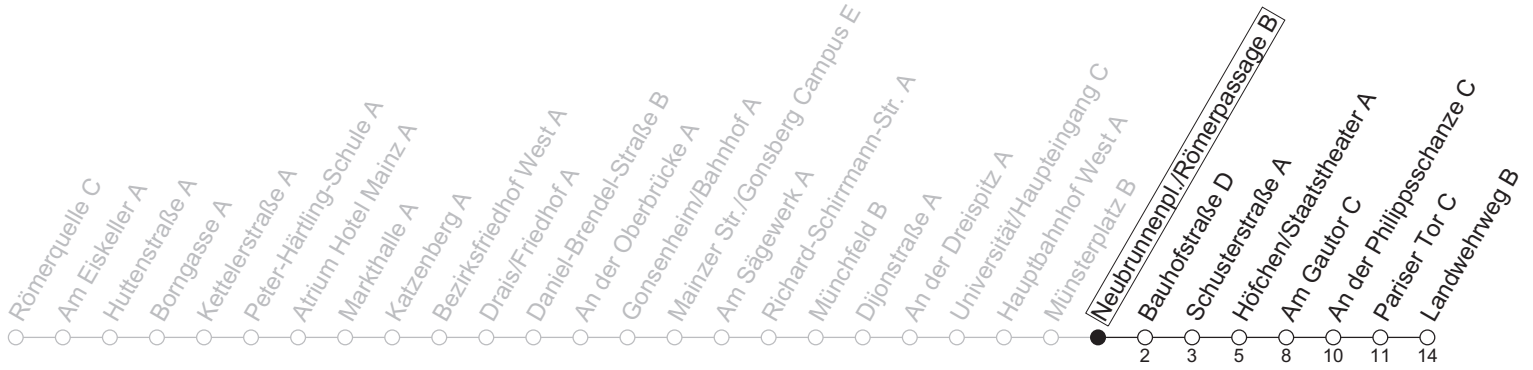 Römerquelle C
Am Eiskeller A
Huttenstraße A
Borngasse A
Kettelerstraße A
Peter-Härtling-Schule A
Atrium Hotel Mainz A
Markthalle A
Katzenberg A
Bezirksfriedhof West A
Drais/Friedhof A
Daniel-Brendel-Straße B
An der Oberbrücke A
Gonsenheim/Bahnhof A
Mainzer Str./Gonsberg Campus E
Am Sägewerk A
Richard-Schirrmann-Str. A
Münchfeld B
Dijonstraße A
An der Dreispitz A
Universität/Haupteingang C
Hauptbahnhof West A
Münsterplatz B
Neubrunnenpl./Römerpassage B
Bauhofstraße D
Schusterstraße A
Höfchen/Staatstheater A
Am Gautor C
An der Philippsschanze C
Pariser Tor C
Landwehrweg B
2 3 5 8 10 11 14